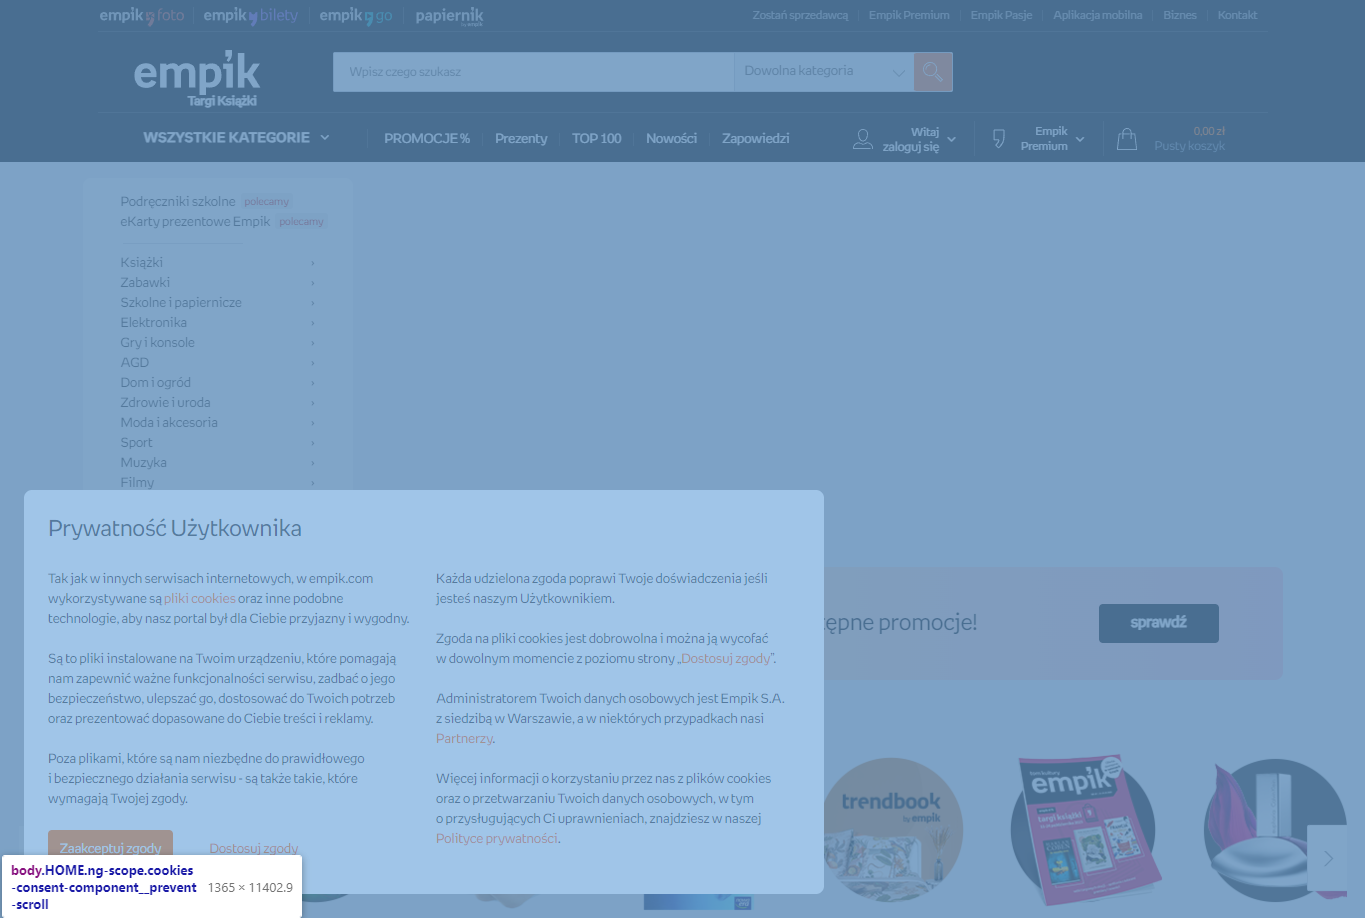 empik foto empik bilety empik go papiernik by empik
Zostań sprzedawcą Empik Premium Empik Pasje Aplikacja mobilna Biznes Kontakt
empik
Targi Książki
Wpisz czego szukasz
Dowolna kategoria
WSZYSTKIE KATEGORIE
PROMOCJE% Prezenty TOP 100 Nowości Zapowiedzi
Witaj
zaloguj się
Empik
Premium
0,00 zł
Pusty koszyk
Podręczniki szkolne polecamy
eKarty prezentowe Empik polecamy
Książki
Zabawki
Szkolne i papiernicze
Elektronika
Gry i konsole
AGD
Dom i ogród
Zdrowie i uroda
Moda i akcesoria
Sport
Muzyka
Filmy
Prywatność Użytkownika
Tak jak w innych serwisach internetowych, w empik.com
wykorzystywane są pliki cookies oraz inne podobne
technologie, aby nasz portal był dla Ciebie przyjazny i wygodny.
Są to pliki instalowane na Twoim urządzeniu, które pomagają
nam zapewnić ważne funkcjonalności serwisu, zadbać o jego
bezpieczeństwo, ulepszać go, dostosować do Twoich potrzeb
oraz prezentować dopasowane do Ciebie treści i reklamy.
Poza plikami, które są nam niezbędne do prawidłowego
i bezpiecznego działania serwisu - są także takie, które
wymagają Twojej zgody.
Zaakceptuj zgody
Dostosuj zgody
Każda udzielona zgoda poprawi Twoje doświadczenia jeśli
jesteś naszym Użytkownikiem.
Zgoda na pliki cookies jest dobrowolna i można ją wycofać
w dowolnym momencie z poziomu strony „Dostosuj zgody”.
Administratorem Twoich danych osobowych jest Empik S.A.
z siedzibą w Warszawie, a w niektórych przypadkach nasi
Partnerzy.
Więcej informacji o korzystaniu przez nas z plików cookies
oraz o przetwarzaniu Twoich danych osobowych, w tym
o przysługujących Ci uprawnieniach, znajdziesz w naszej
Polityce prywatności.
tępne promocje!
sprawdź
trendbook
by empik
empik
targi książki
body.HOME.ng-scope.cookies
-consent-component__prevent 1365 × 11402.9
-scroll